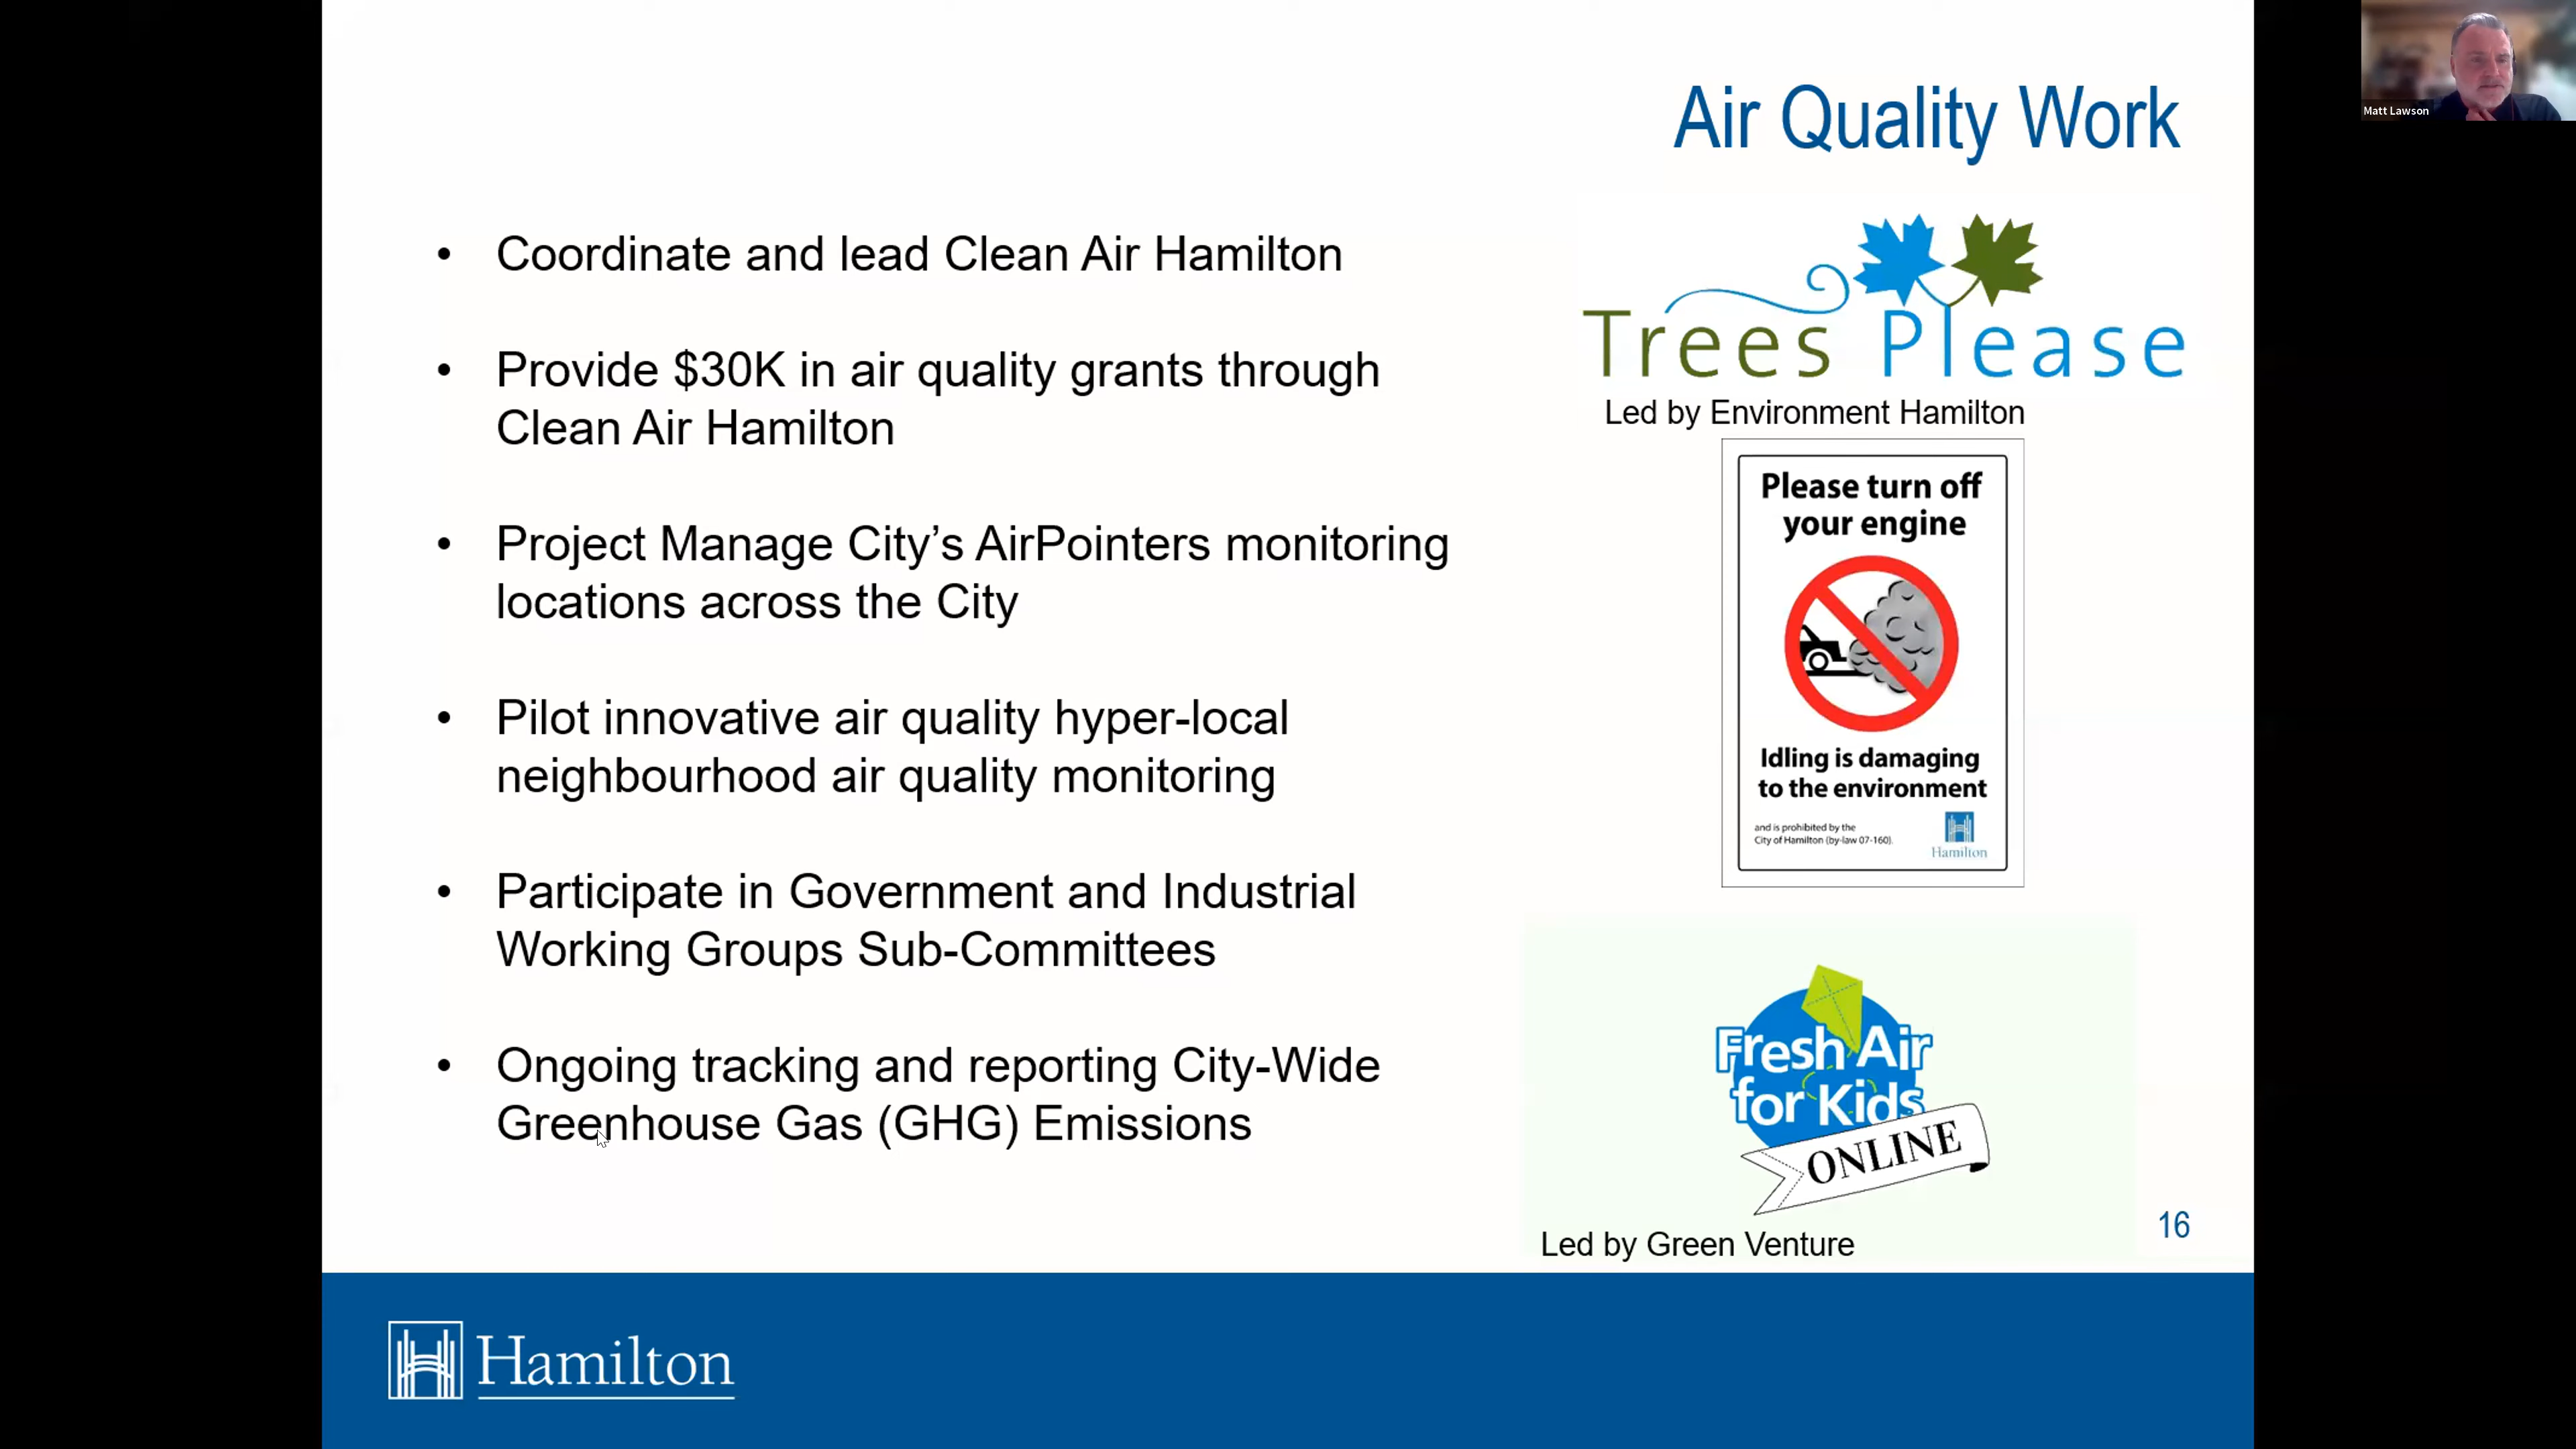 Matt Lawson
Air Quality Work
• Coordinate and lead Clean Air Hamilton
• Provide $30K in air quality grants through
Clean Air Hamilton
• Project Manage City’s AirPointers monitoring
locations across the City
• Pilot innovative air quality hyper-local
neighbourhood air quality monitoring
• Participate in Government and Industrial
Working Groups Sub-Committees
• Ongoing tracking and reporting City-Wide
Greenhouse Gas (GHG) Emissions
Trees Please
Led by Environment Hamilton
Please turn off
your engine
Idling is damaging
to the environment
and is prohibited by the
City of Hamilton (by-law 07-160).
Hamilton
Fresh Air
for Kids
ONLINE
Led by Green Venture
16
Hamilton